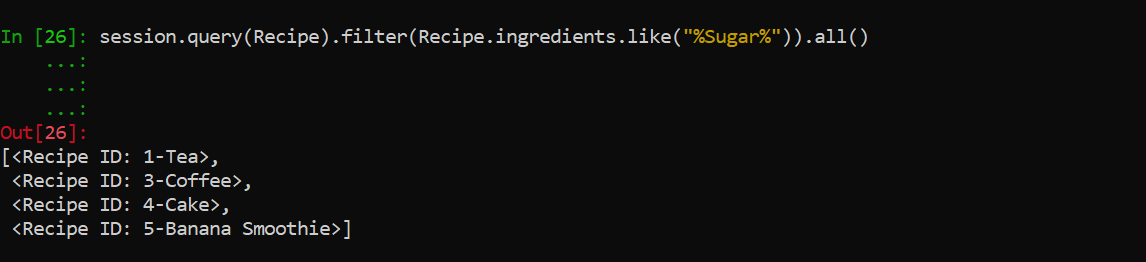 In [26]: session.query(Recipe).filter(Recipe.ingredients.like("%Sugar%")).all()
    ...:
    ...:
    ...:
Out[26]:
[<Recipe ID: 1-Tea>,
 <Recipe ID: 3-Coffee>,
 <Recipe ID: 4-Cake>,
 <Recipe ID: 5-Banana Smoothie>]